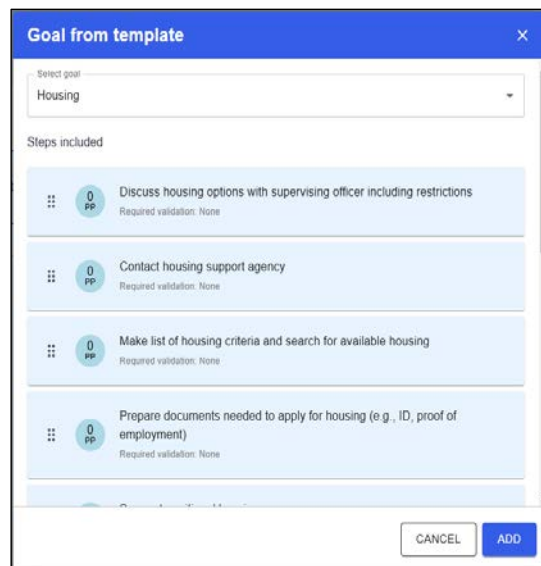 Goal from template
Select goal
Housing
Steps included
0
PP
Discuss housing options with supervising officer including restrictions
Required validation: None
0
PP
Contact housing support agency
Required validation: None
0
PP
Make list of housing criteria and search for available housing
Required validation: None
0
PP
Prepare documents needed to apply for housing (e.g., ID, proof of
employment)
Required validation: None
CANCEL
ADD